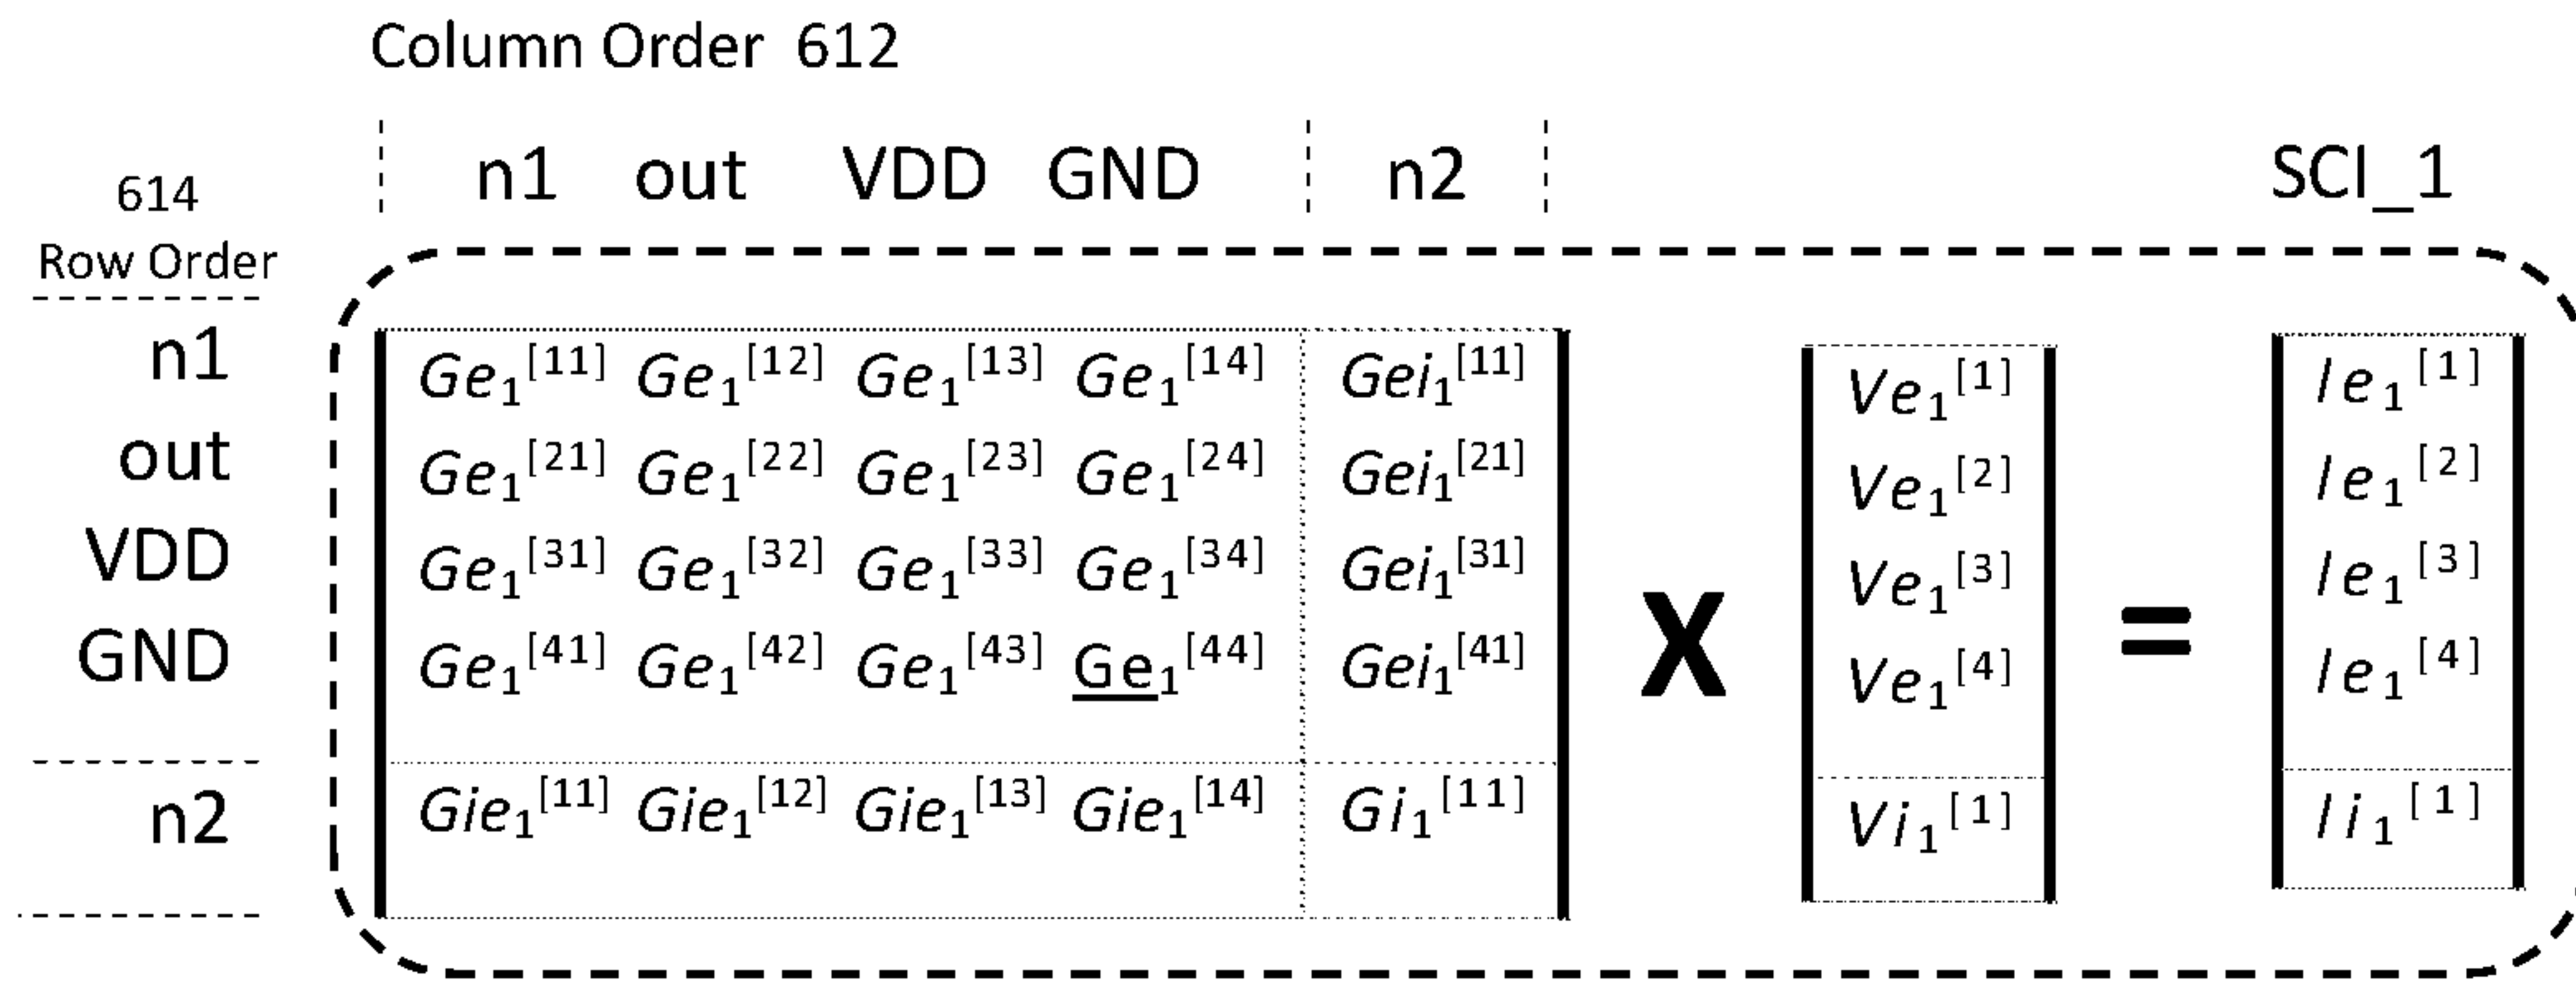 Column Order 612
n1 out VDD GND n2 SCI_1
614
Row Order
n1 Ge₁[11] Ge₁[12] Ge₁[13] Ge₁[14] Gei₁[11] Ve₁[1] Ie₁[1]
out Ge₁[21] Ge₁[22] Ge₁[23] Ge₁[24] Gei₁[21] Ve₁[2] Ie₁[2]
VDD Ge₁[31] Ge₁[32] Ge₁[33] Ge₁[34] Gei₁[31] Ve₁[3] Ie₁[3]
GND Ge₁[41] Ge₁[42] Ge₁[43] Ge₁[44] Gei₁[41] X Ve₁[4] = Ie₁[4]
n2 Gie₁[11] Gie₁[12] Gie₁[13] Gie₁[14] Gi₁[11] Vi₁[1] Ii₁[1]